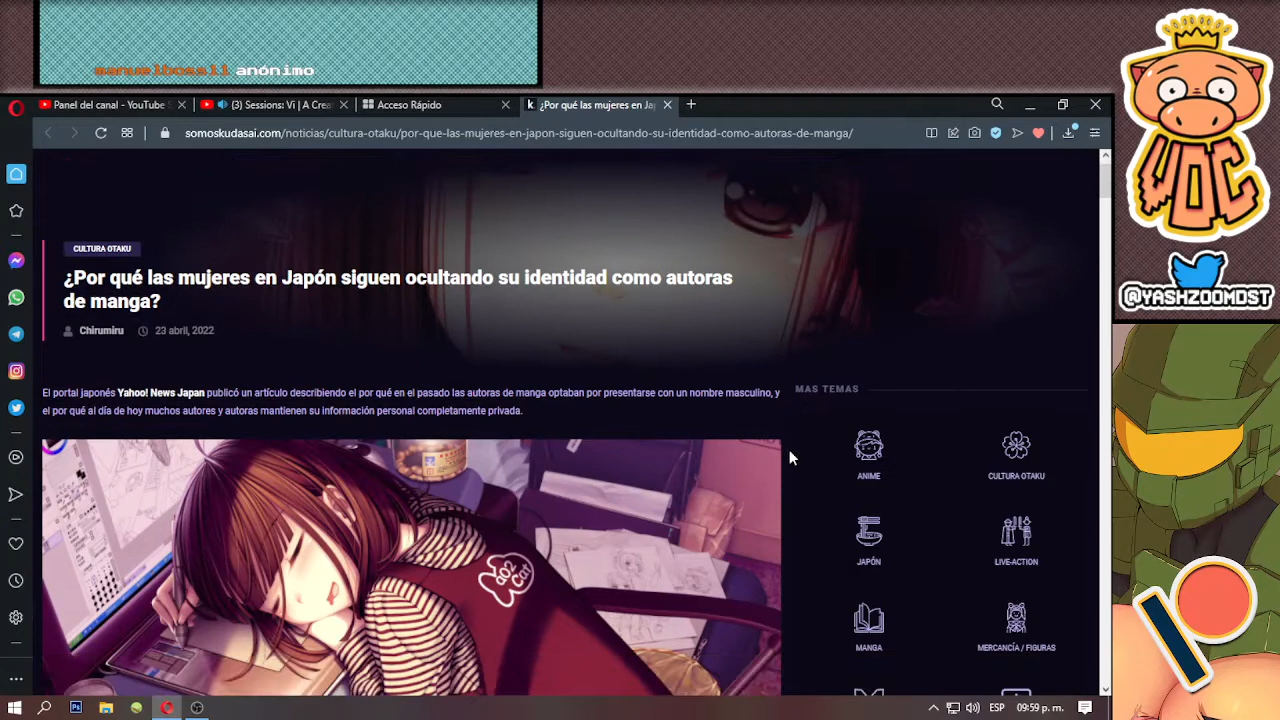 manuelbossll anónimo
Panel del canal - YouTube S
(3) Sessions: Vi | A Crea
Acceso Rápido
¿Por qué las mujeres en Ja
somoskudasai.com/noticias/cultura-otaku/por-que-las-mujeres-en-japon-siguen-ocultando-su-identidad-como-autoras-de-manga/
VOC
@YASHZOOMDST
CULTURA OTAKU
¿Por qué las mujeres en Japón siguen ocultando su identidad como autoras
de manga?
Chirumiru 23 abril, 2022
El portal japonés Yahoo! News Japan publicó un artículo describiendo el por qué en el pasado las autoras de manga optaban por presentarse con un nombre masculino, y
el por qué al día de hoy muchos autores y autoras mantienen su información personal completamente privada.
MAS TEMAS
ANIME
CULTURA OTAKU
JAPÓN
LIVE-ACTION
MANGA
MERCANCÍA / FIGURAS
ao2
Cat
Ps
ESP
09:59 p. m.